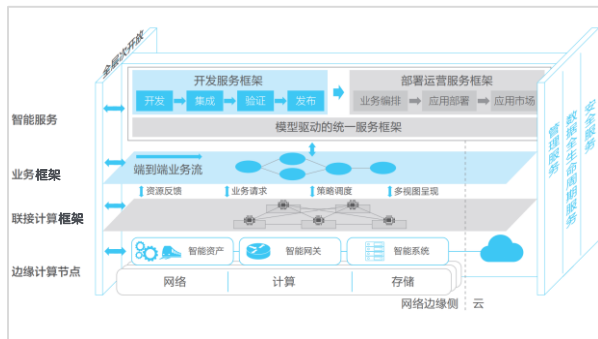 全层次开放
开发服务框架
部署运营服务框架
开发
集成
验证
发布
业务编排
应用部署
应用市场
模型驱动的统一服务框架
智能服务
端到端业务流
业务框架
资源反馈
业务请求
策略调度
多视图呈现
联接计算框架
智能资产
智能网关
智能系统
边缘计算节点
网络
计算
存储
网络边缘侧
云
管理服务
数据全生命周期服务
安全服务